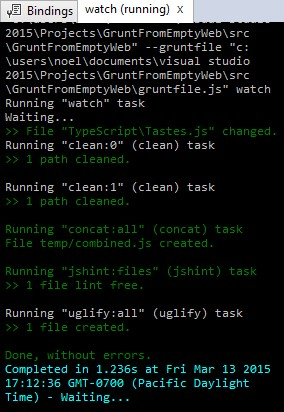 Bindings watch (running) X
2015\Projects\GruntFromEmptyWeb\src
\GruntFromEmptyWeb" --gruntfile "c:
\users\noel\documents\visual studio
2015\Projects\GruntFromEmptyWeb\src
\GruntFromEmptyWeb\gruntfile.js" watch
Running "watch" task
Waiting...
>> File "TypeScript\Tastes.js" changed.
Running "clean:0" (clean) task
>> 1 path cleaned.
Running "clean:1" (clean) task
>> 1 path cleaned.
Running "concat:all" (concat) task
File temp/combined.js created.
Running "jshint:files" (jshint) task
>> 1 file lint free.
Running "uglify:all" (uglify) task
>> 1 file created.
Done, without errors.
Completed in 1.236s at Fri Mar 13 2015
17:12:36 GMT-0700 (Pacific Daylight
Time) - Waiting...